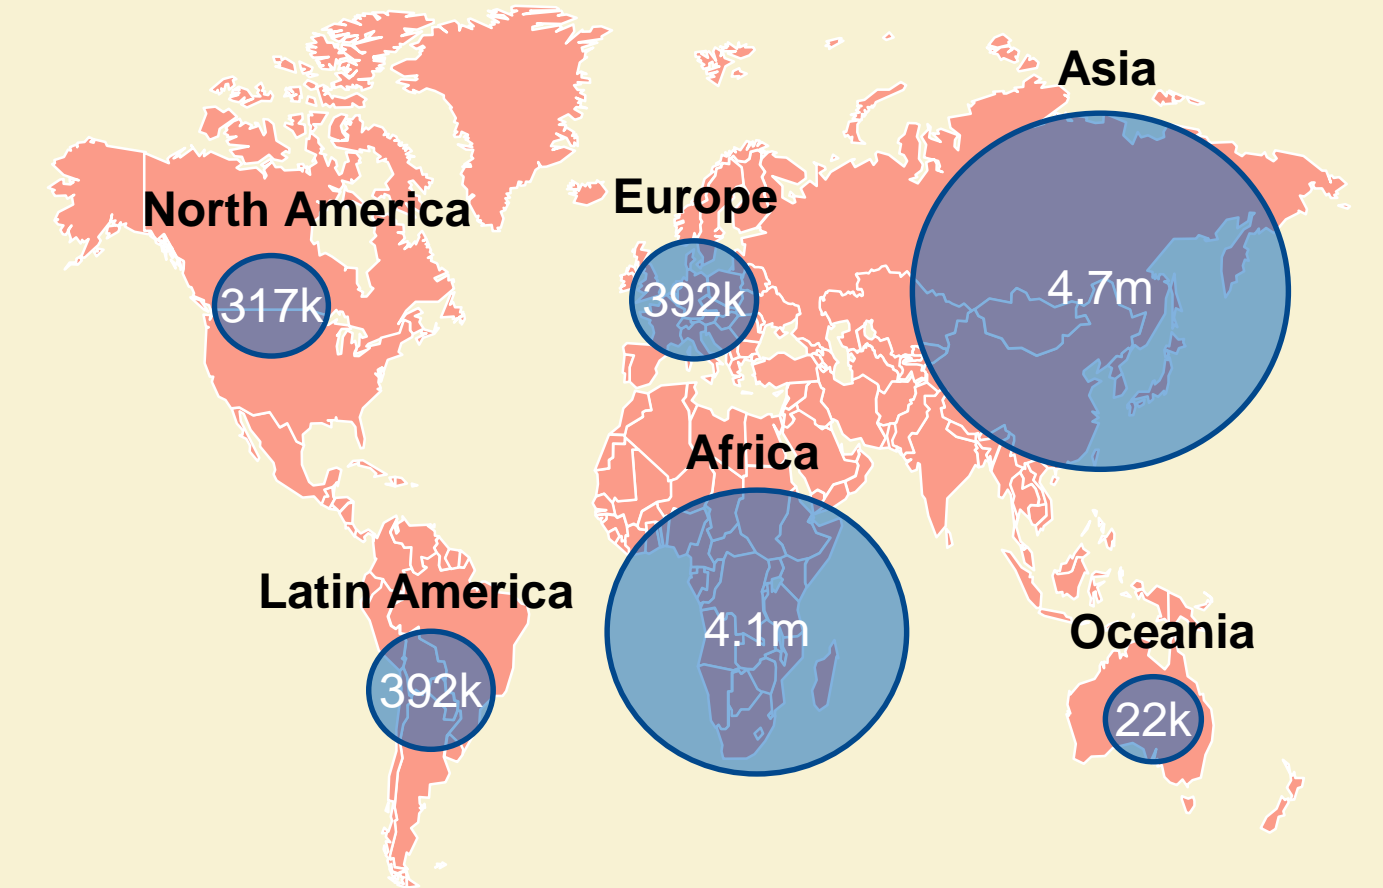 Asia
4.7m
North America
317k
Europe
392k
Africa
4.1m
Latin America
392k
Oceania
22k